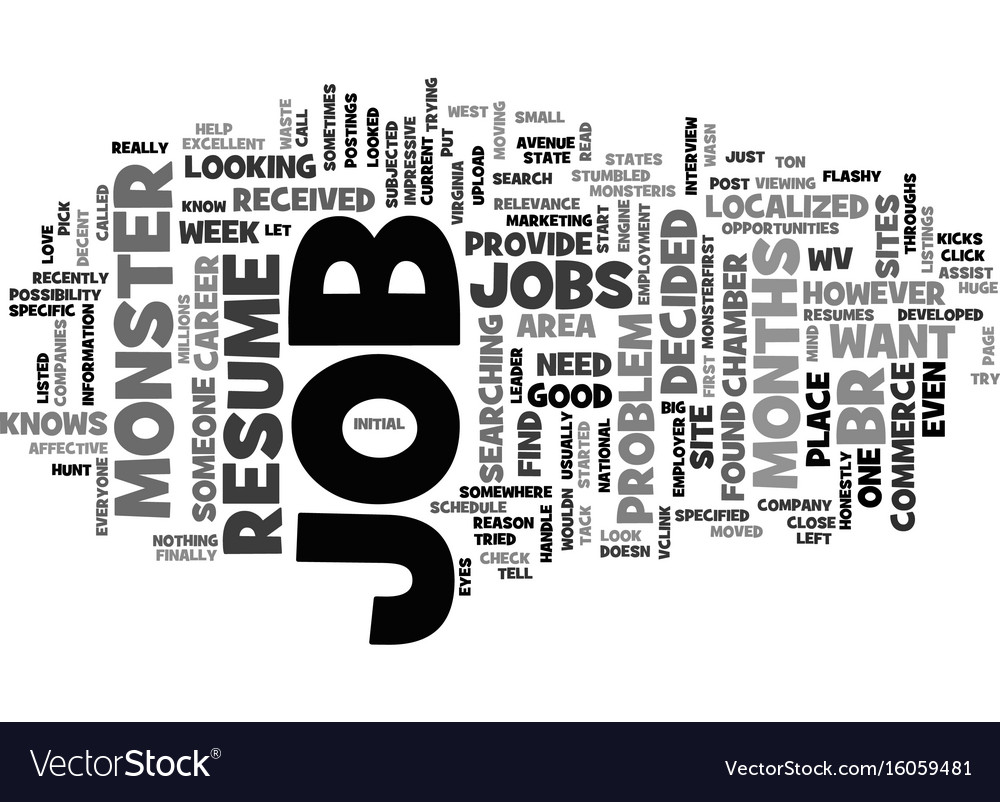 REALLY
HELP
EXCELLENT
WASTE
CALL
SOMETIMES
POSTINGS
LOOKED
SUBJECTED
IMPRESSIVE
CURRENT
TRYING
PUT
WEST
MOVING
SMALL
LOOKING
RECEIVED
KNOW
WEEK
LET
VIRGINIA
UPLOAD
AVENUE
STATE
READ
SEARCH
STUMBLED
STATES
MONSTERIS
RELEVANCE
MARKETING
START
ENGINE
EMPLOYMENT
INTERVIEW
WASN
JUST
TON
POST
VIEWING
FLASHY
LOCALIZED
OPPORTUNITIES
SITES
THROUGHS
LISTINGS
KICKS
CLICK
ASSIST
HUGE
LOVE
PICK
DECENT
CALLED
RECENTLY
POSSIBILITY
SPECIFIC
LISTED
COMPANIES
INFORMATION
KNOWS
AFFECTIVE
HUNT
EVERYONE
MONSTER
MILLIONS
CAREER
SOMEONE
RESUME
NOTHING
FINALLY
JOB
INITIAL
PROVIDE
JOBS
AREA
SEARCHING
LEADER
NEED
GOOD
FIND
PROBLEM
DECIDED
MONSTERFIRST
FIRST
CHAMBER
FOUND
MONTHS
WV
HOWEVER
RESUMES
DEVELOPED
MIND
WANT
PAGE
TRY
BR
PLACE
ONE
COMMERCE
EVEN
BIG
EMPLOYER
SITE
SOMEWHERE
SCHEDULE
REASON
TRIED
CHECK
TELL
EYES
HANDLE
WOULDN
USUALLY
STARTED
TACK
NATIONAL
LOOK
DOESN
VCLINK
SPECIFIED
MOVED
COMPANY
CLOSE
LEFT
HONESTLY
VectorStock®
VectorStock.com/16059481